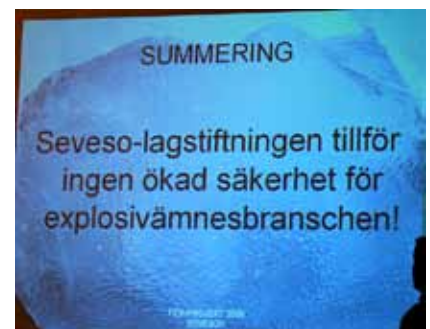 SUMMERING
Seveso-lagstiftningen tillför
ingen ökad säkerhet för
explosivämnesbranschen!